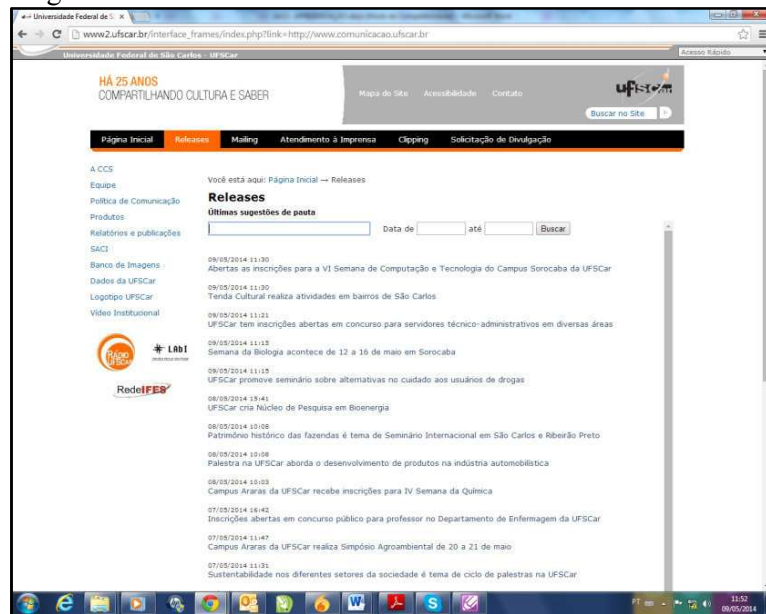 Universidade Federal de S
www2.ufscar.br/interface_frames/index.php?link=http://www.comunicacao.ufscar.br
Universidade Federal de São Carlos - UFSCar
Acesso Rápido
HÁ 25 ANOS
COMPARTILHANDO CULTURA E SABER
Mapa do Site Acessibilidade Contato
ufscar
Buscar no Site
Página Inicial Releases Mailing Atendimento à Imprensa Clipping Solicitação de Divulgação
A CCS
Equipe
Política de Comunicação
Produtos
Relatórios e publicações
SACI
Banco de Imagens
Dados da UFSCar
Logotipo UFSCar
Vídeo Institucional
RÁDIO
UFSCar
LAbI
RedeIFES
Você está aqui: Página Inicial → Releases
Releases
Últimas sugestões de pauta
Data de até Buscar
09/05/2014 11:30
Abertas as inscrições para a VI Semana de Computação e Tecnologia do Campus Sorocaba da UFSCar
09/05/2014 11:30
Tenda Cultural realiza atividades em bairros de São Carlos
09/05/2014 11:21
UFSCar tem inscrições abertas em concurso para servidores técnico-administrativos em diversas áreas
09/05/2014 11:15
Semana da Biologia acontece de 12 a 16 de maio em Sorocaba
09/05/2014 11:15
UFSCar promove seminário sobre alternativas no cuidado aos usuários de drogas
08/05/2014 15:41
UFSCar cria Núcleo de Pesquisa em Bioenergia
08/05/2014 10:08
Patrimônio histórico das fazendas é tema de Seminário Internacional em São Carlos e Ribeirão Preto
08/05/2014 10:08
Palestra na UFSCar aborda o desenvolvimento de produtos na indústria automobilística
08/05/2014 10:03
Campus Araras da UFSCar recebe inscrições para IV Semana da Química
07/05/2014 16:42
Inscrições abertas em concurso público para professor no Departamento de Enfermagem da UFSCar
07/05/2014 11:47
Campus Araras da UFSCar realiza Simpósio Agroambiental de 20 a 21 de maio
07/05/2014 11:31
Sustentabilidade nos diferentes setores da sociedade é tema de ciclo de palestras na UFSCar
PT
11:52
09/05/2014